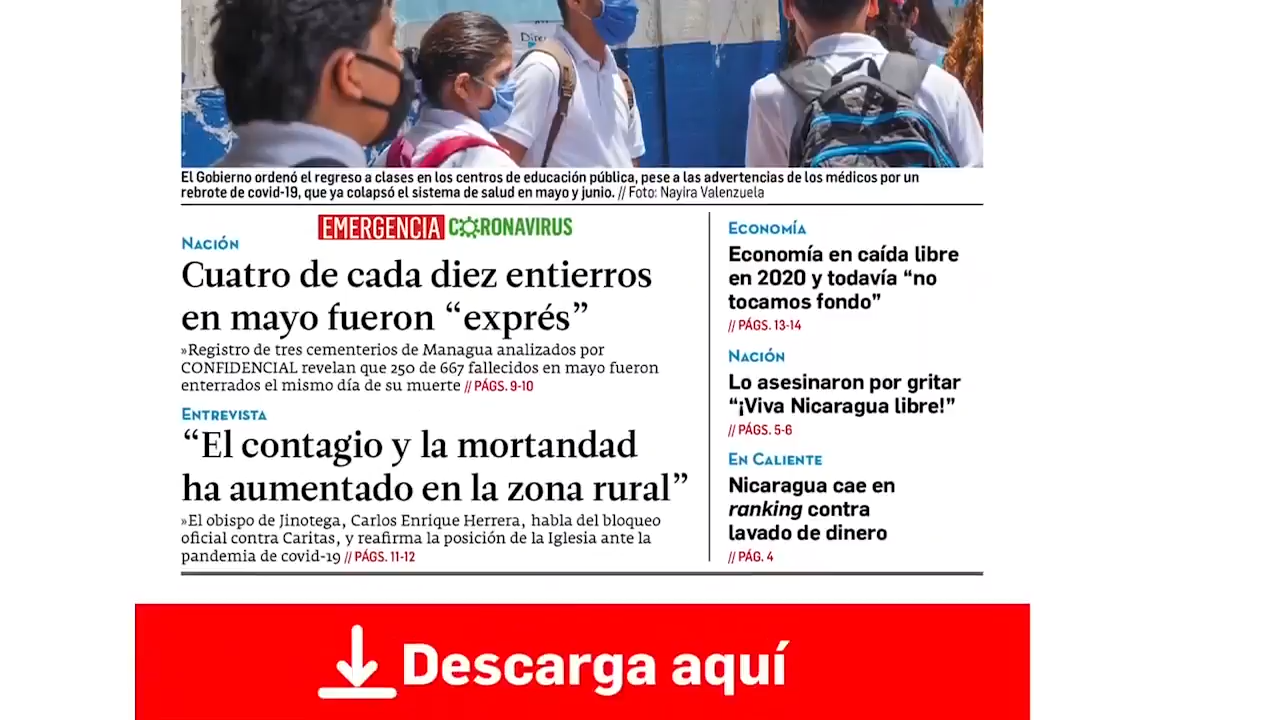 Dire
El Gobierno ordenó el regreso a clases en los centros de educación pública, pese a las advertencias de los médicos por un
rebrote de covid-19, que ya colapsó el sistema de salud en mayo y junio. // Foto: Nayira Valenzuela
EMERGENCIA CORONAVIRUS
NACIÓN
Cuatro de cada diez entierros
en mayo fueron “exprés”
»Registro de tres cementerios de Managua analizados por
CONFIDENCIAL revelan que 250 de 667 fallecidos en mayo fueron
enterrados el mismo día de su muerte // PÁGS. 9-10
ENTREVISTA
“El contagio y la mortandad
ha aumentado en la zona rural”
»El obispo de Jinotega, Carlos Enrique Herrera, habla del bloqueo
oficial contra Caritas, y reafirma la posición de la Iglesia ante la
pandemia de covid-19 // PÁGS. 11-12
ECONOMÍA
Economía en caída libre
en 2020 y todavía “no
tocamos fondo”
// PÁGS. 13-14
NACIÓN
Lo asesinaron por gritar
“¡Viva Nicaragua libre!”
// PÁGS. 5-6
EN CALIENTE
Nicaragua cae en
ranking contra
lavado de dinero
// PÁG. 4
Descarga aquí